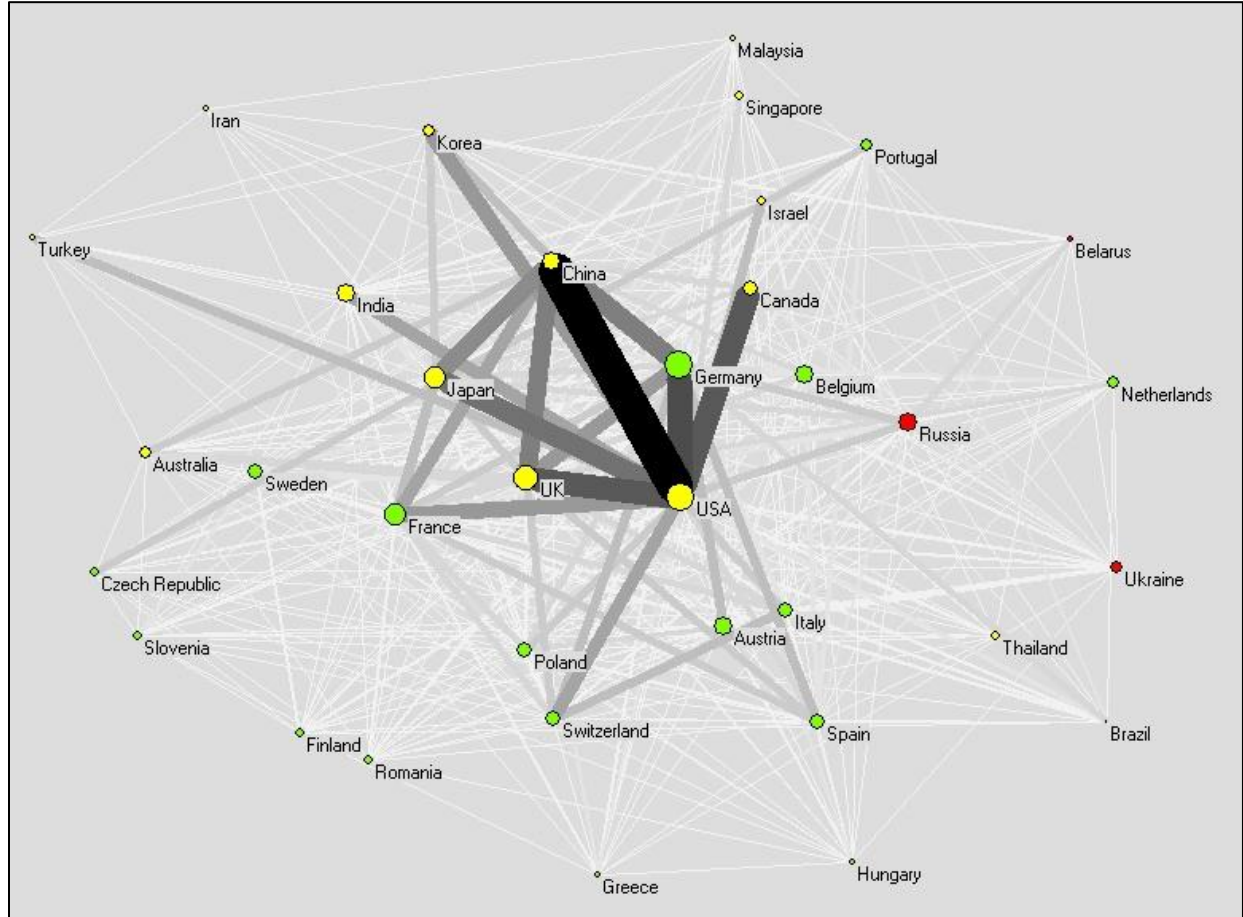 Malaysia
Singapore
Iran
Korea
Portugal
Israel
Turkey
Belarus
China
India
Canada
Germany
Belgium
Japan
Netherlands
Russia
Australia
Sweden
UK
USA
France
Czech Republic
Ukraine
Italy
Slovenia
Austria
Thailand
Poland
Switzerland
Spain
Brazil
Finland
Romania
Hungary
Greece